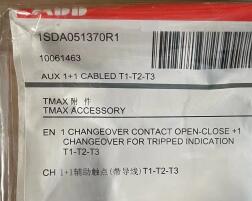 1SDA051370R1
10061463
AUX 1+1 CABLED T1-T2-T3
TMAX 附 件
TMAX ACCESSORY
EN 1 CHANGEOVER CONTACT OPEN-CLOSE +1
CHANGEOVER FOR TRIPPED INDICATION
T1-T2-T3
CH 1+1辅助触点(带导线)T1-T2-T3